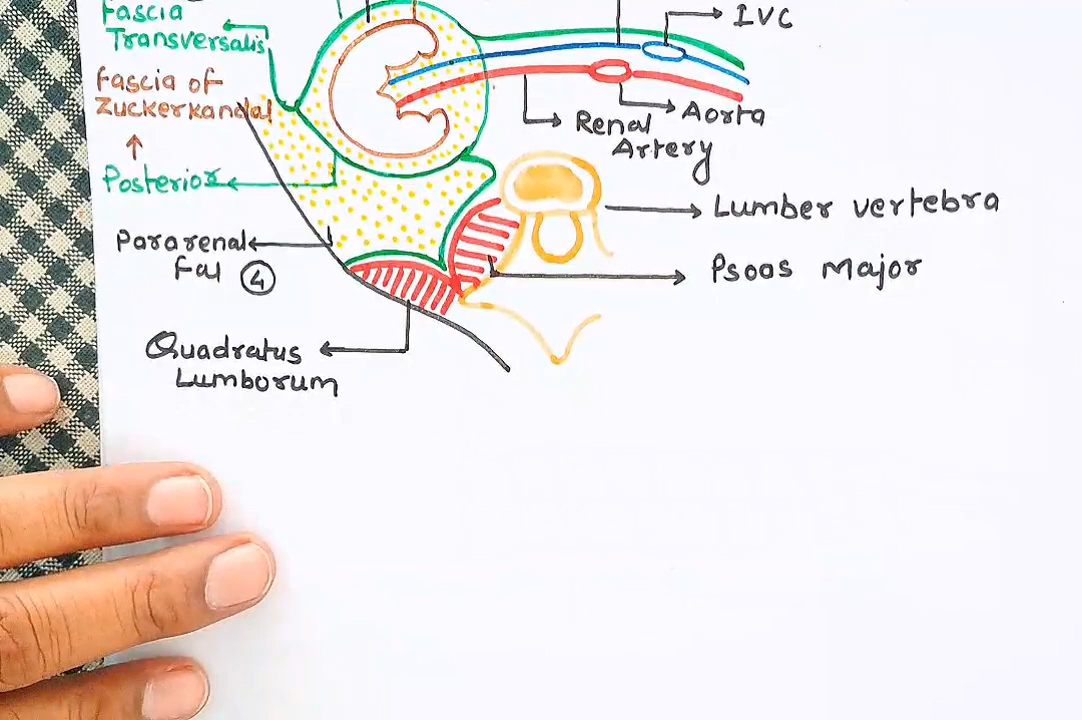 Fascia
Transversalis
IVC
Fascia of
Zuckerkandal
Aorta
Renal
Artery
Posterior
Lumber vertebra
Pararenal
Fat 4
Psoas Major
Quadratus
Lumborum